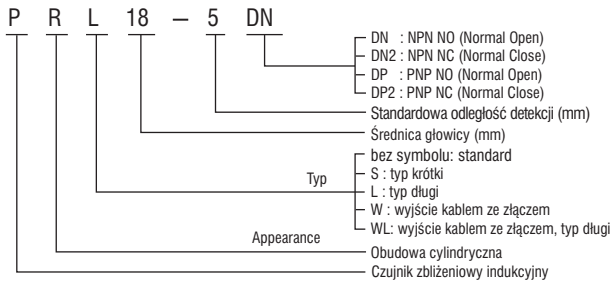 P R L 18 – 5 DN
DN : NPN NO (Normal Open)
DN2 : NPN NC (Normal Close)
DP : PNP NO (Normal Open)
DP2 : PNP NC (Normal Close)
Standardowa odległość detekcji (mm)
Średnica głowicy (mm)
Typ
bez symbolu: standard
S : typ krótki
L : typ długi
W : wyjście kablem ze złączem
WL: wyjście kablem ze złączem, typ długi
Appearance
Obudowa cylindryczna
Czujnik zbliżeniowy indukcyjny